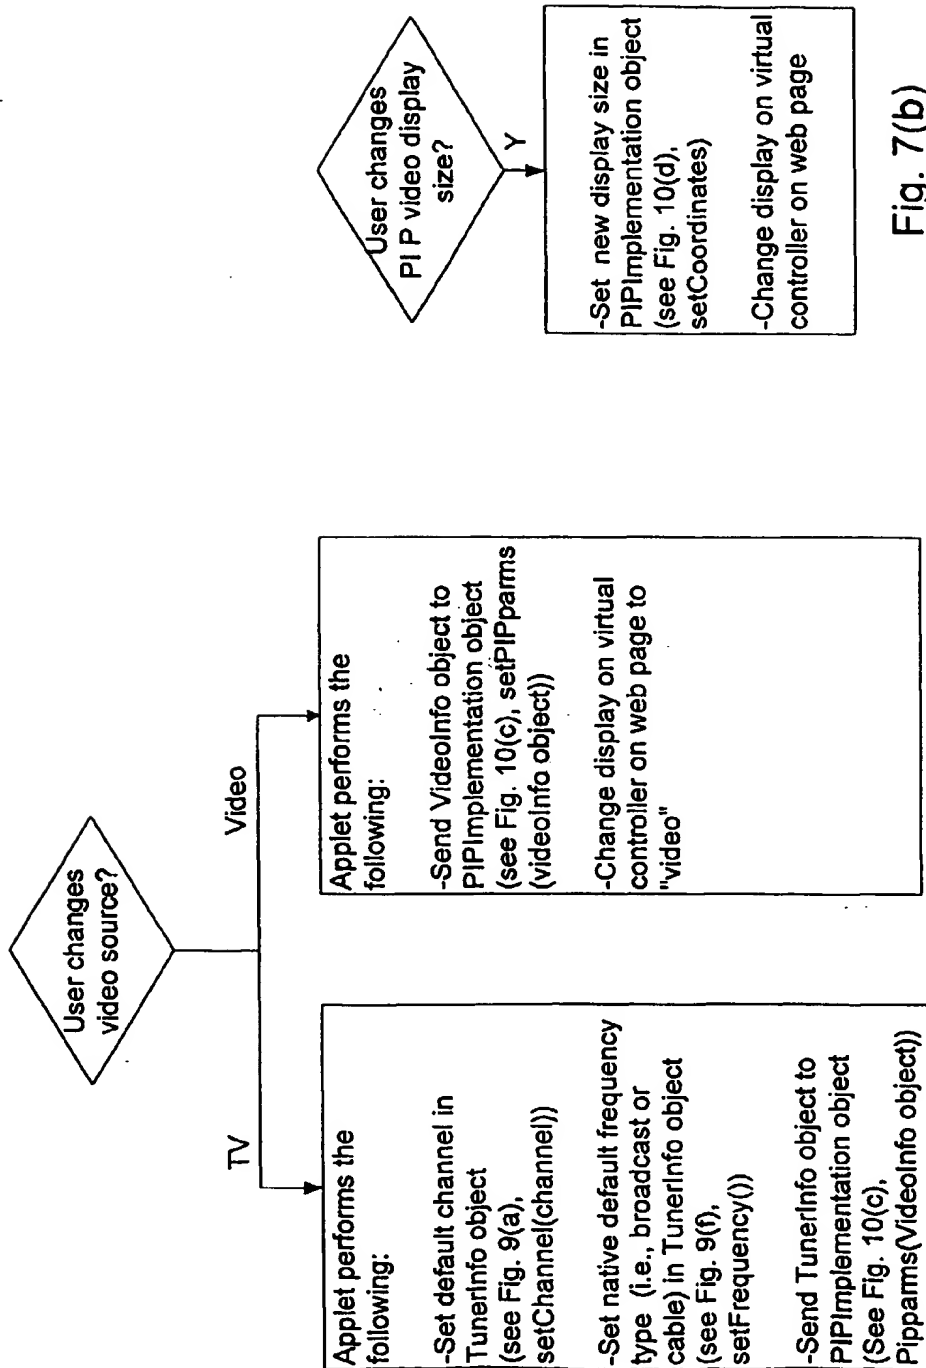 User changes
video source?
TV
Video
Applet performs the
following:
-Set default channel in
TunerInfo object
(see Fig. 9(a),
setChannel(channel))
-Set native default frequency
type (i.e., broadcast or
cable) in TunerInfo object
(see Fig. 9(f),
setFrequency())
-Send TunerInfo object to
PIPImplementation object
(See Fig. 10(c),
Pipparms(VideoInfo object))
Applet performs the
following:
-Send VideoInfo object to
PIPImplementation object
(see Fig. 10(c), setPIPparms
(videoInfo object))
-Change display on virtual
controller on web page to
"video"
User changes
PI P video display
size?
Y
-Set new display size in
PIPImplementation object
(see Fig. 10(d),
setCoordinates)
-Change display on virtual
controller on web page
Fig. 7(b)